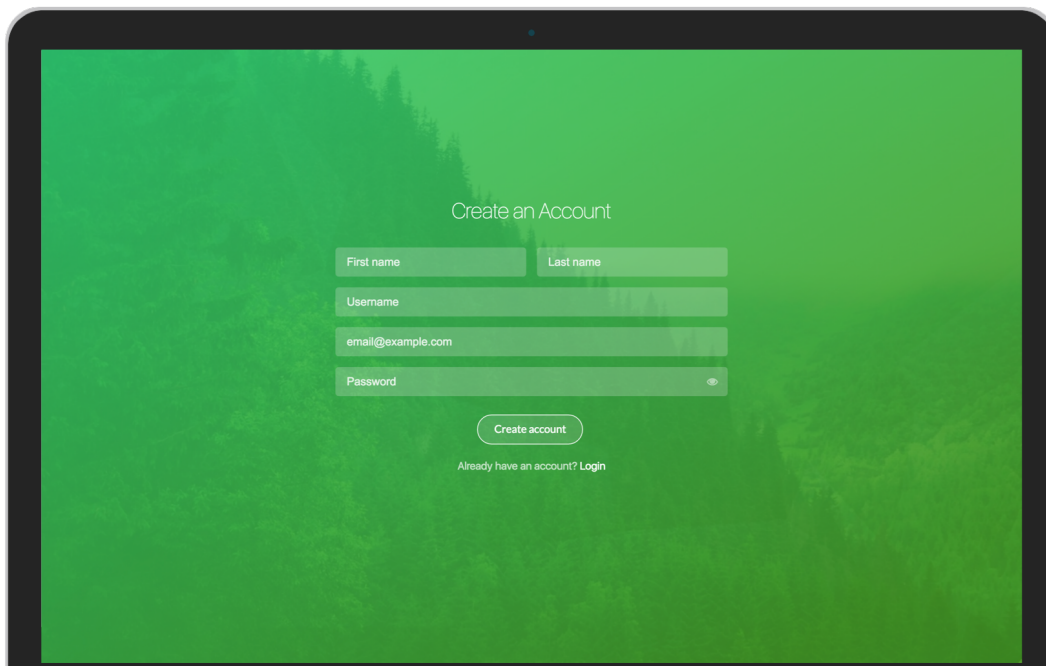 Create an Account
First name
Last name
Username
email@example.com
Password
Create account
Already have an account? Login